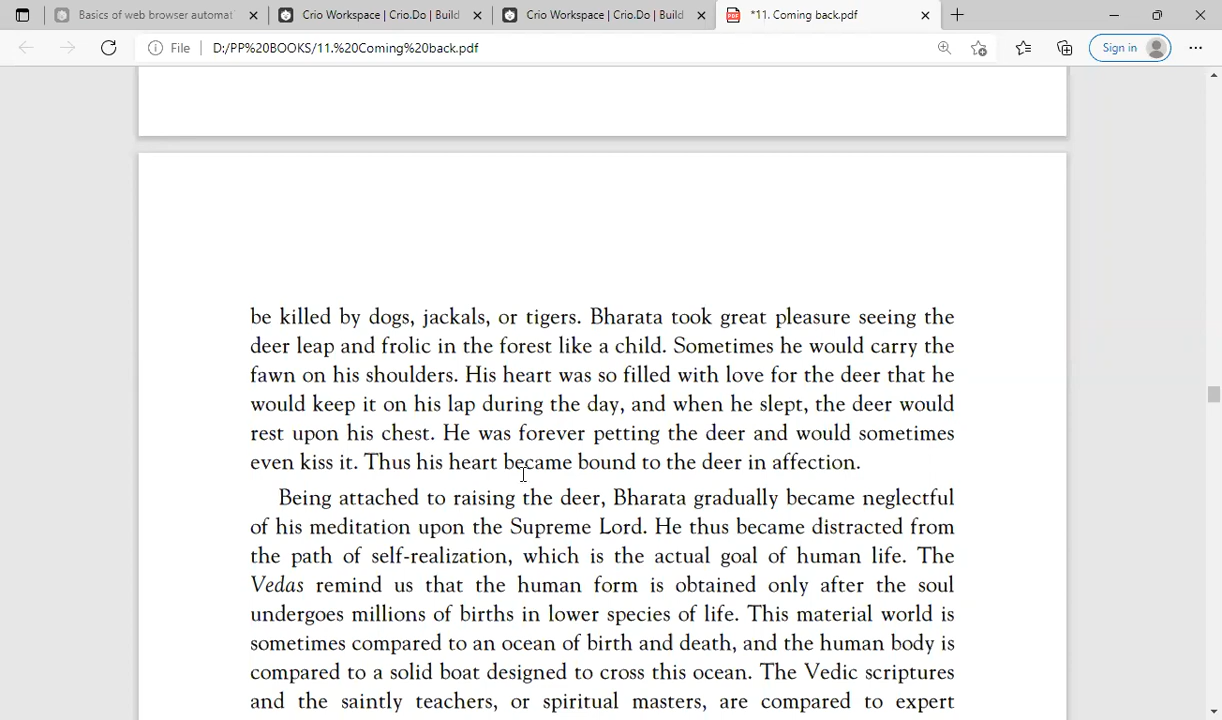 Basics of web browser automat
Crio Workspace | Crio.Do | Build
Crio Workspace | Crio.Do | Build
*11. Coming back.pdf
File
D:/PP%20BOOKS/11.%20Coming%20back.pdf
Sign in
be killed by dogs, jackals, or tigers. Bharata took great pleasure seeing the
deer leap and frolic in the forest like a child. Sometimes he would carry the
fawn on his shoulders. His heart was so filled with love for the deer that he
would keep it on his lap during the day, and when he slept, the deer would
rest upon his chest. He was forever petting the deer and would sometimes
even kiss it. Thus his heart became bound to the deer in affection.
Being attached to raising the deer, Bharata gradually became neglectful
of his meditation upon the Supreme Lord. He thus became distracted from
the path of self-realization, which is the actual goal of human life. The
Vedas remind us that the human form is obtained only after the soul
undergoes millions of births in lower species of life. This material world is
sometimes compared to an ocean of birth and death, and the human body is
compared to a solid boat designed to cross this ocean. The Vedic scriptures
and the saintly teachers, or spiritual masters, are compared to expert